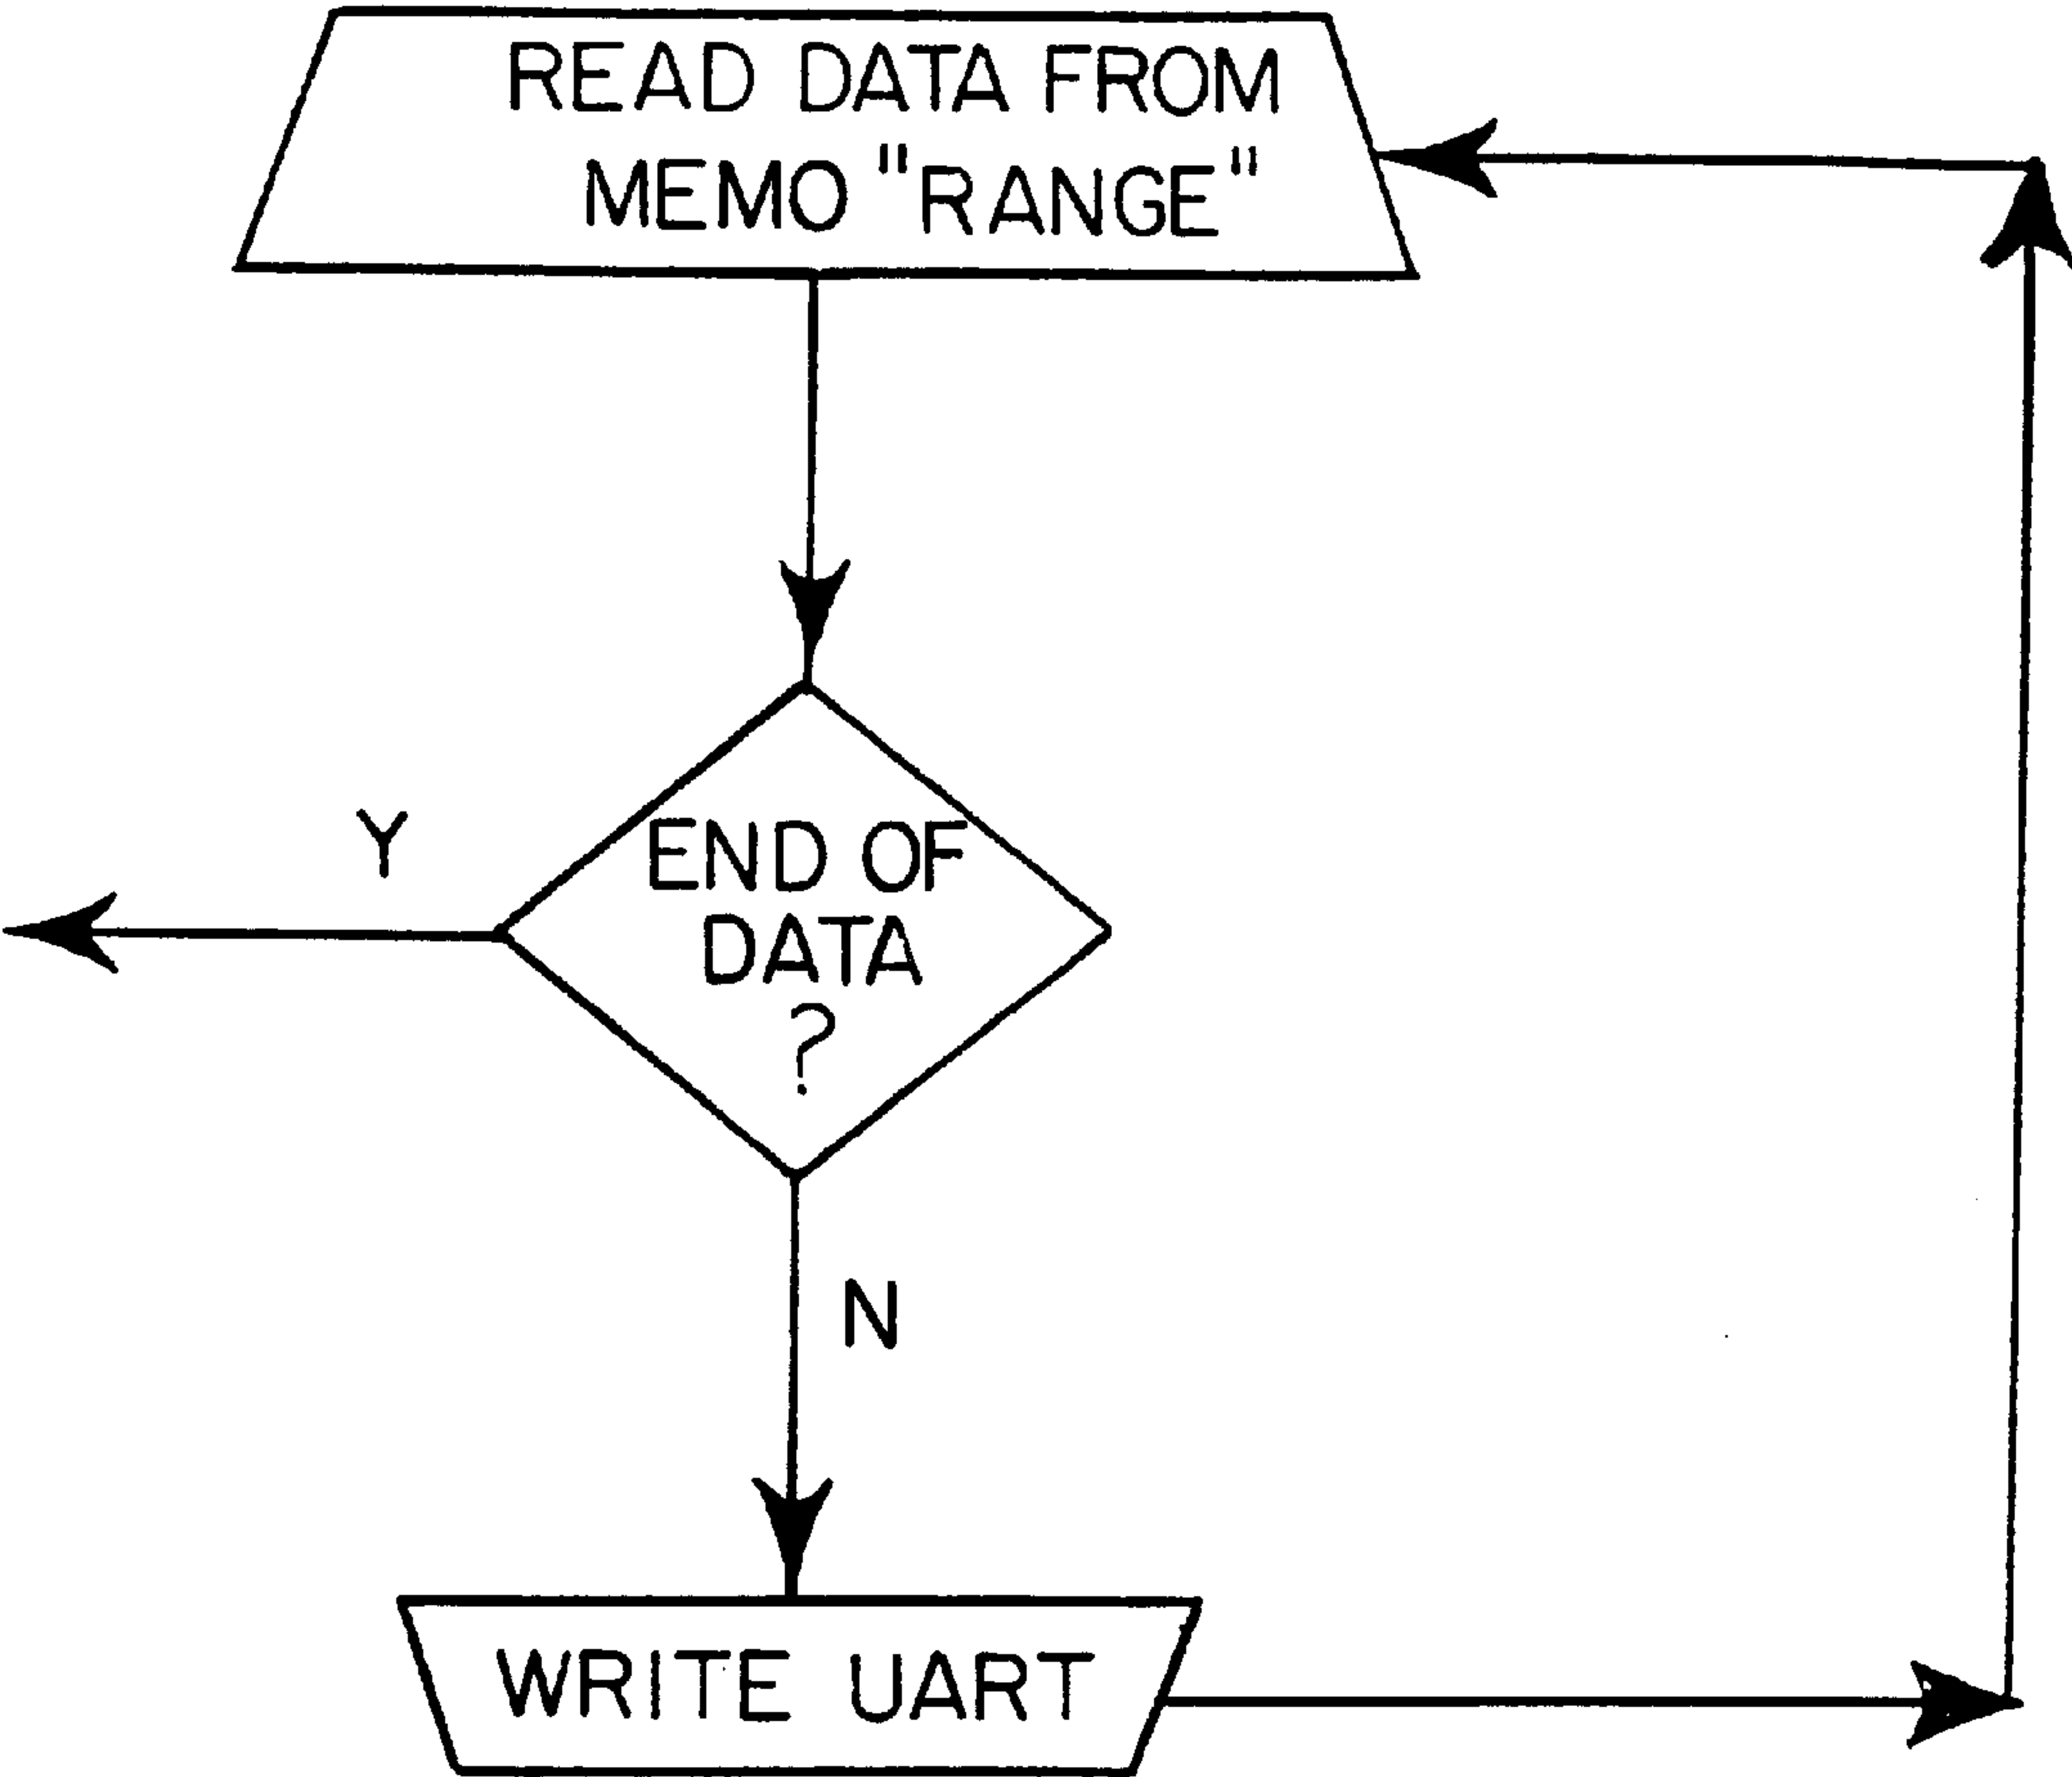 READ DATA FROM
MEMO "RANGE"
Y
END OF
DATA
?
N
WRITE UART